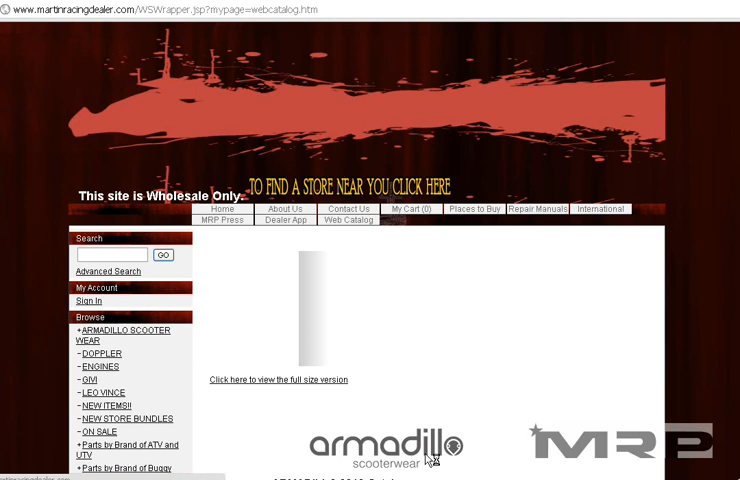 www.martinracingdealer.com/WSWrapper.jsp?mypage=webcatalog.htm
This site is Wholesale Only.
TO FIND A STORE NEAR YOU CLICK HERE
Home About Us Contact Us My Cart (0) Places to Buy Repair Manuals International
MRP Press Dealer App Web Catalog
Search
GO
Advanced Search
My Account
Sign In
Browse
+ARMADILLO SCOOTER
WEAR
−DOPPLER
−ENGINES
−GIVI
−LEO VINCE
−NEW ITEMS!!
−NEW STORE BUNDLES
−ON SALE
+Parts by Brand of ATV and
UTV
+Parts by Brand of Buggy
Click here to view the full size version
armadillo
scooterwear
MRP